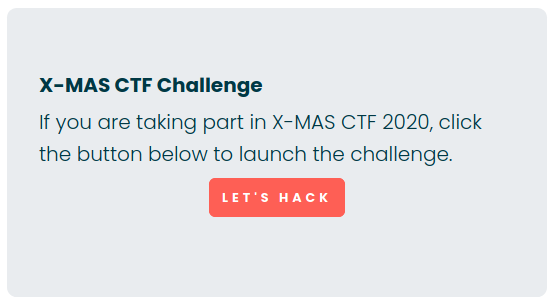 X-MAS CTF Challenge
If you are taking part in X-MAS CTF 2020, click
the button below to launch the challenge.
LET'S HACK